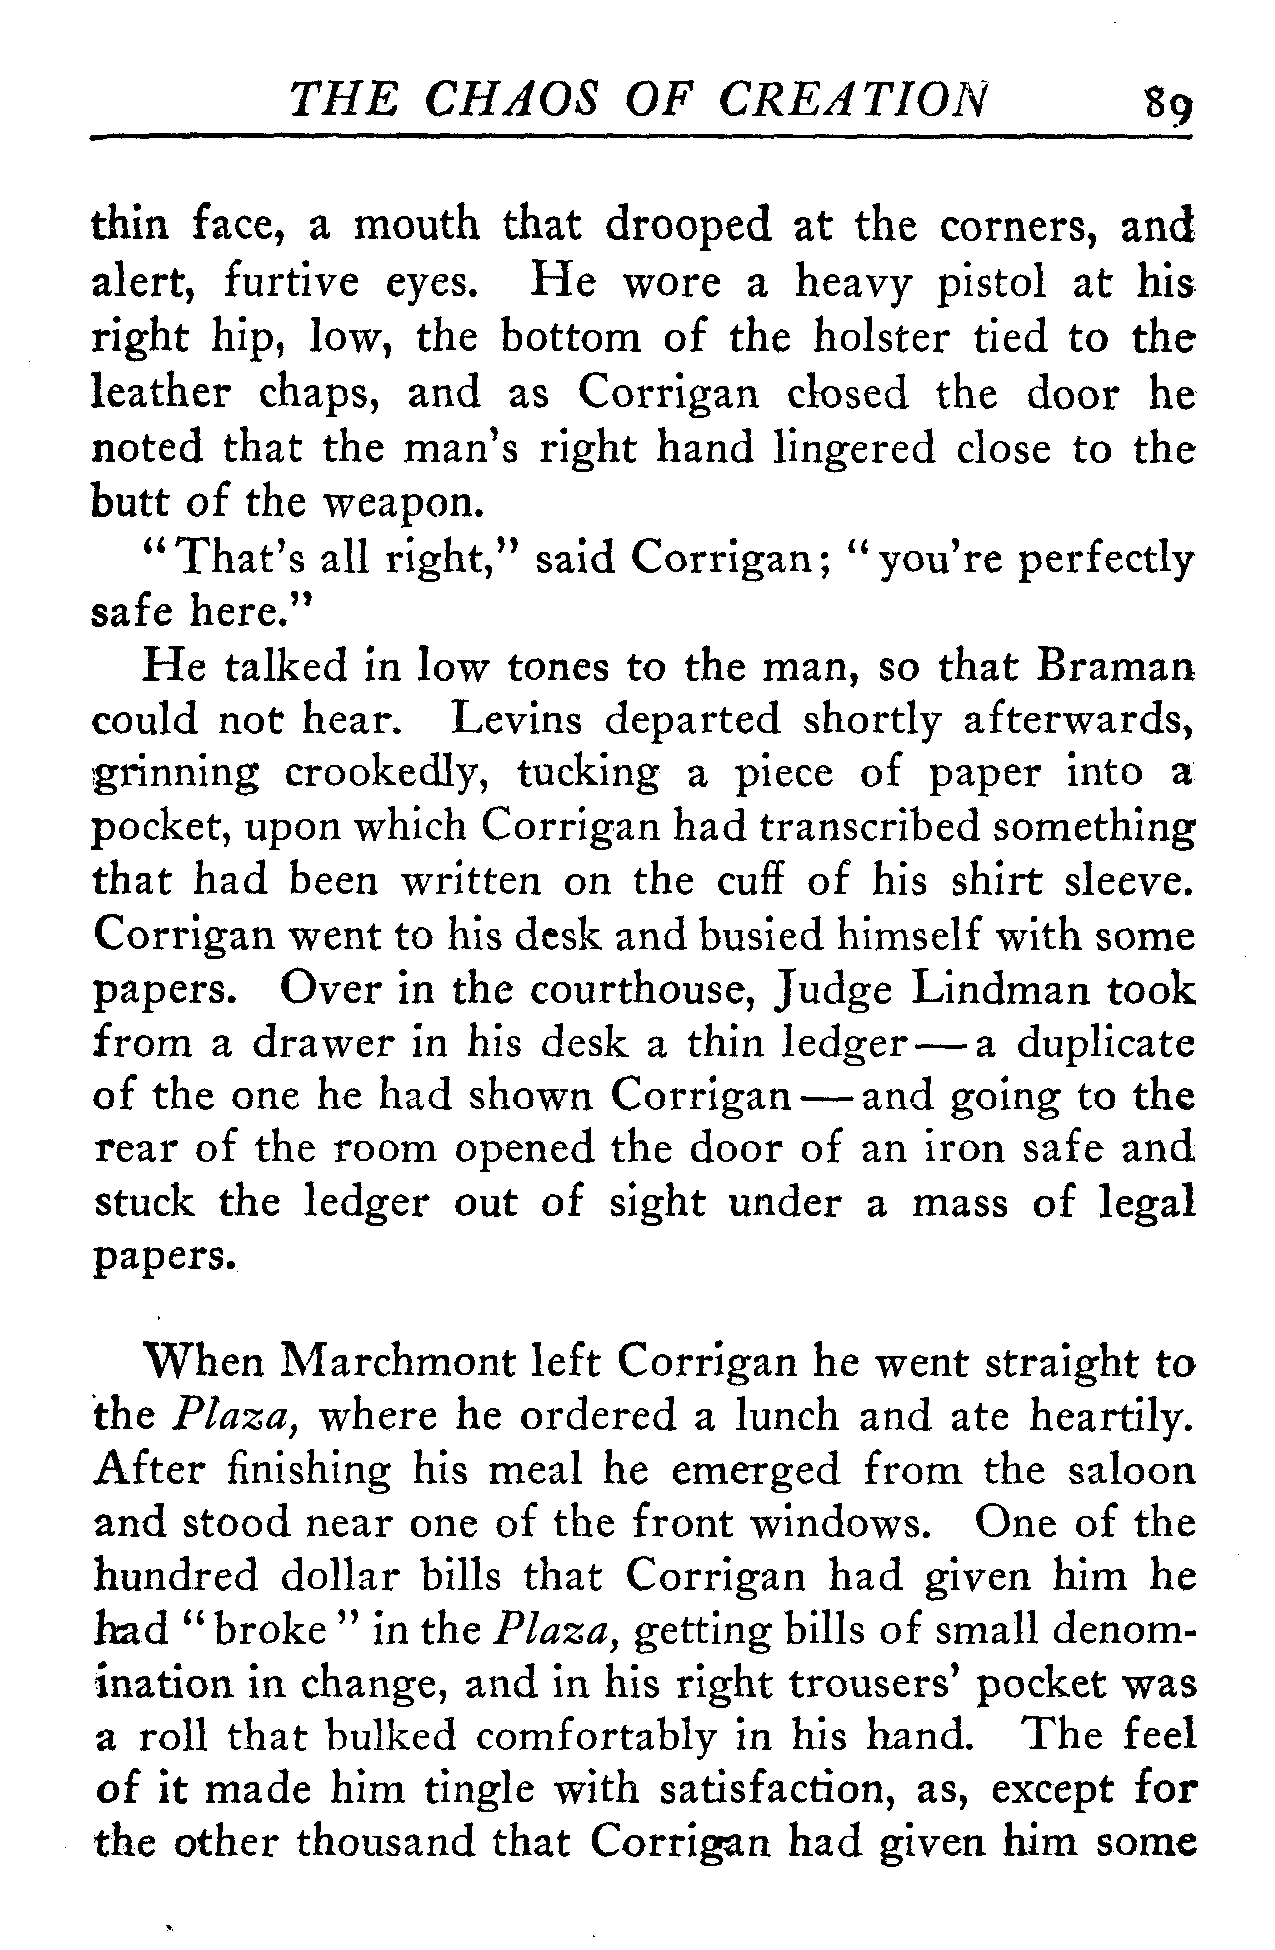 THE CHAOS OF CREATION 89
thin face, a mouth that drooped at the corners, and
alert, furtive eyes. He wore a heavy pistol at his
right hip, low, the bottom of the holster tied to the
leather chaps, and as Corrigan closed the door he
noted that the man's right hand lingered close to the
butt of the weapon.
"That's all right," said Corrigan; "you're perfectly
safe here."
He talked in low tones to the man, so that Braman
could not hear. Levins departed shortly afterwards,
grinning crookedly, tucking a piece of paper into a
pocket, upon which Corrigan had transcribed something
that had been written on the cuff of his shirt sleeve.
Corrigan went to his desk and busied himself with some
papers. Over in the courthouse, Judge Lindman took
from a drawer in his desk a thin ledger — a duplicate
of the one he had shown Corrigan — and going to the
rear of the room opened the door of an iron safe and
stuck the ledger out of sight under a mass of legal
papers.
When Marchmont left Corrigan he went straight to
the Plaza, where he ordered a lunch and ate heartily.
After finishing his meal he emerged from the saloon
and stood near one of the front windows. One of the
hundred dollar bills that Corrigan had given him he
had "broke" in the Plaza, getting bills of small denom-
ination in change, and in his right trousers' pocket was
a roll that bulked comfortably in his hand. The feel
of it made him tingle with satisfaction, as, except for
the other thousand that Corrigan had given him some